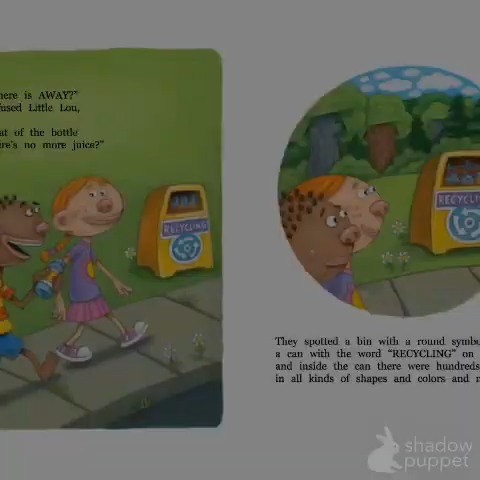 here is AWAY?"
used Little Lou,
at of the bottle
re's no more juice?"
RECYCLING
RECYCLI
They spotted a bin with a round symbo
a can with the word "RECYCLING" on
and inside the can there were hundreds
in all kinds of shapes and colors and
shadow
puppet